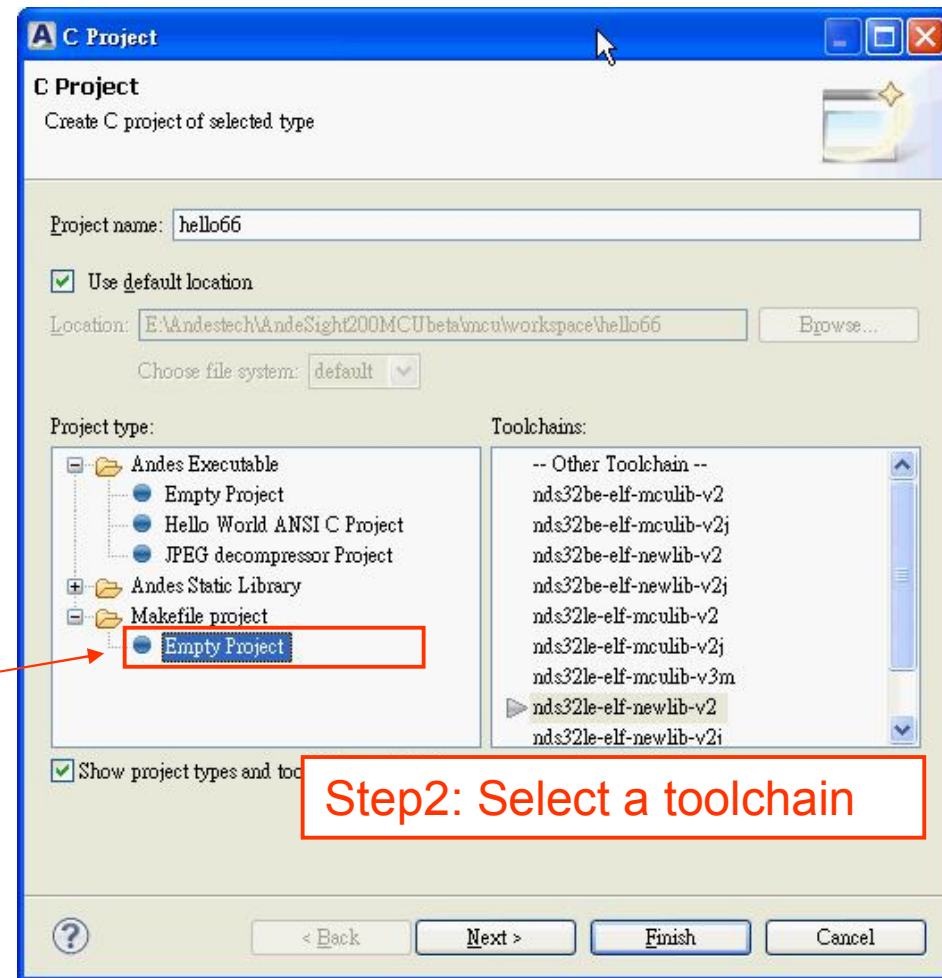 C Project
C Project
Create C project of selected type
Project name: hello66
Use default location
Location: E:\Andestech\AndeSight200MCUbeta\mcu\workspace\hello66 Browse...
Choose file system: default
Project type:
Andes Executable
Empty Project
Hello World ANSI C Project
JPEG decompressor Project
Andes Static Library
Makefile project
Empty Project
Toolchains:
-- Other Toolchain --
nds32be-elf-mculib-v2
nds32be-elf-mculib-v2j
nds32be-elf-newlib-v2
nds32be-elf-newlib-v2j
nds32le-elf-mculib-v2
nds32le-elf-mculib-v2j
nds32le-elf-mculib-v3m
nds32le-elf-newlib-v2
nds32le-elf-newlib-v2j
Show project types and
Step2: Select a toolchain
? < Back Next > Finish Cancel